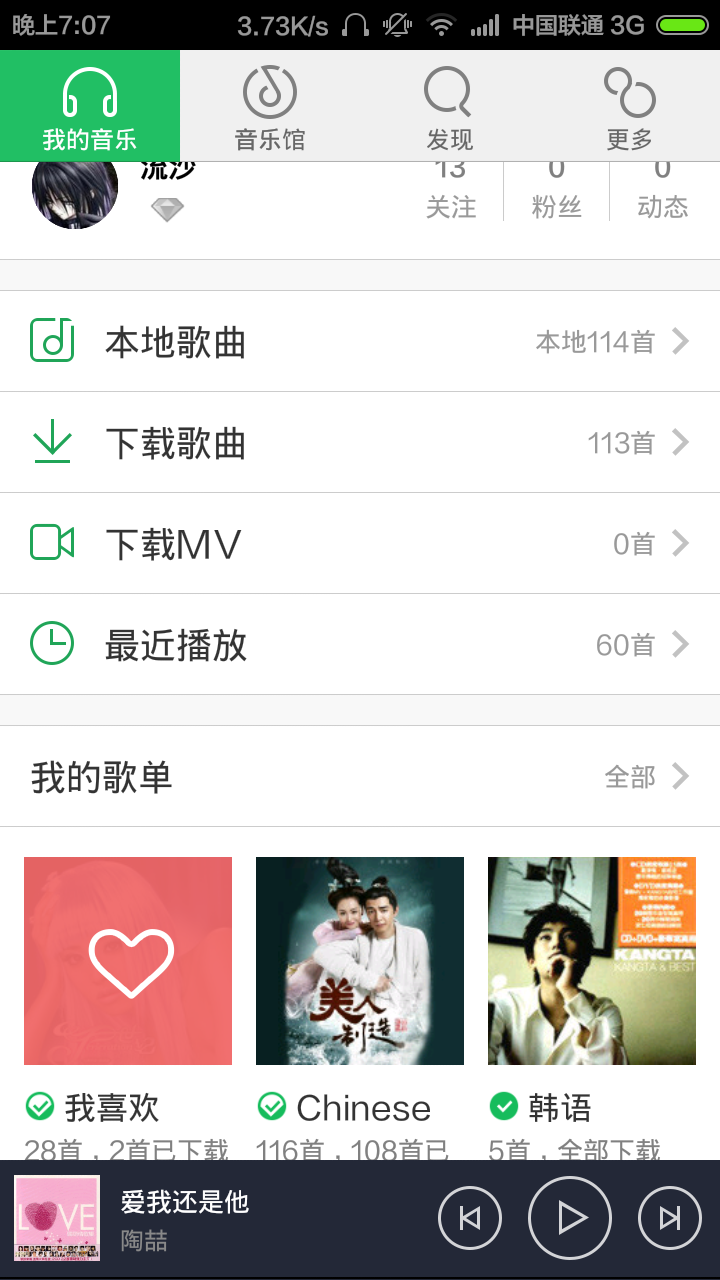 晚上7:07 3.73K/s 中国联通 3G
我的音乐 音乐馆 发现 更多
流沙 13 0 0
关注 粉丝 动态
本地歌曲 本地114首
下载歌曲 113首
下载MV 0首
最近播放 60首
我的歌单 全部
美人制造
CD+DVD+豪華寫真
KANGTA
KANGTA & BEST
我喜欢 Chinese 韩语
28首，2首已下载 116首，108首已 5首，全部下载
LOVE
爱我还是他
陶喆